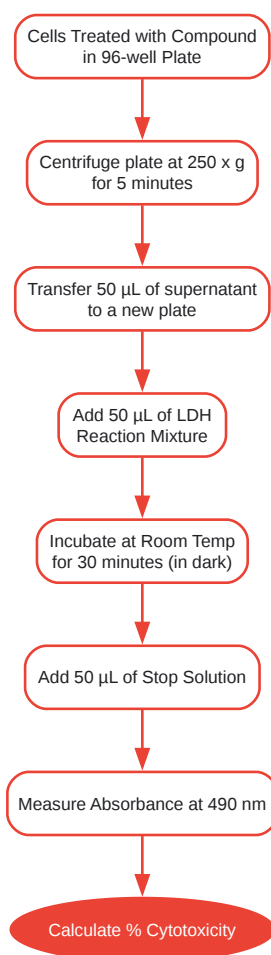 Cells Treated with Compound
in 96-well Plate
Centrifuge plate at 250 x g
for 5 minutes
Transfer 50 µL of supernatant
to a new plate
Add 50 µL of LDH
Reaction Mixture
Incubate at Room Temp
for 30 minutes (in dark)
Add 50 µL of Stop Solution
Measure Absorbance at 490 nm
Calculate % Cytotoxicity